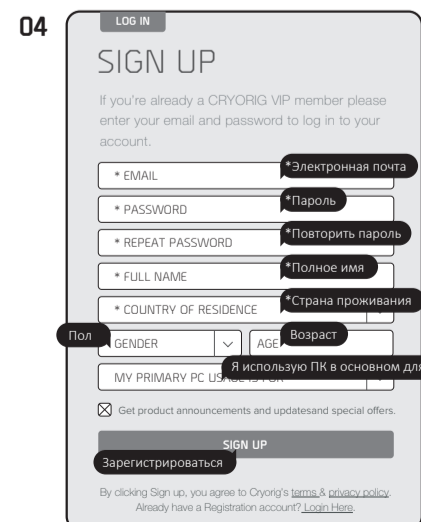 04
LOG IN
SIGN UP
If you're already a CRYORIG VIP member please
enter your email and password to log in to your
account.
* EMAIL
*Электронная почта
* PASSWORD
*Пароль
* REPEAT PASSWORD
*Повторить пароль
* FULL NAME
*Полное имя
* COUNTRY OF RESIDENCE
*Страна проживания
Пол
GENDER
AGE
Возраст
MY PRIMARY PC USAGE IS FOR
Я использую ПК в основном для
Get product announcements and updatesand special offers.
SIGN UP
Зарегистрироваться
By clicking Sign up, you agree to Cryorig's terms & privacy policy.
Already have a Registration account? Login Here.